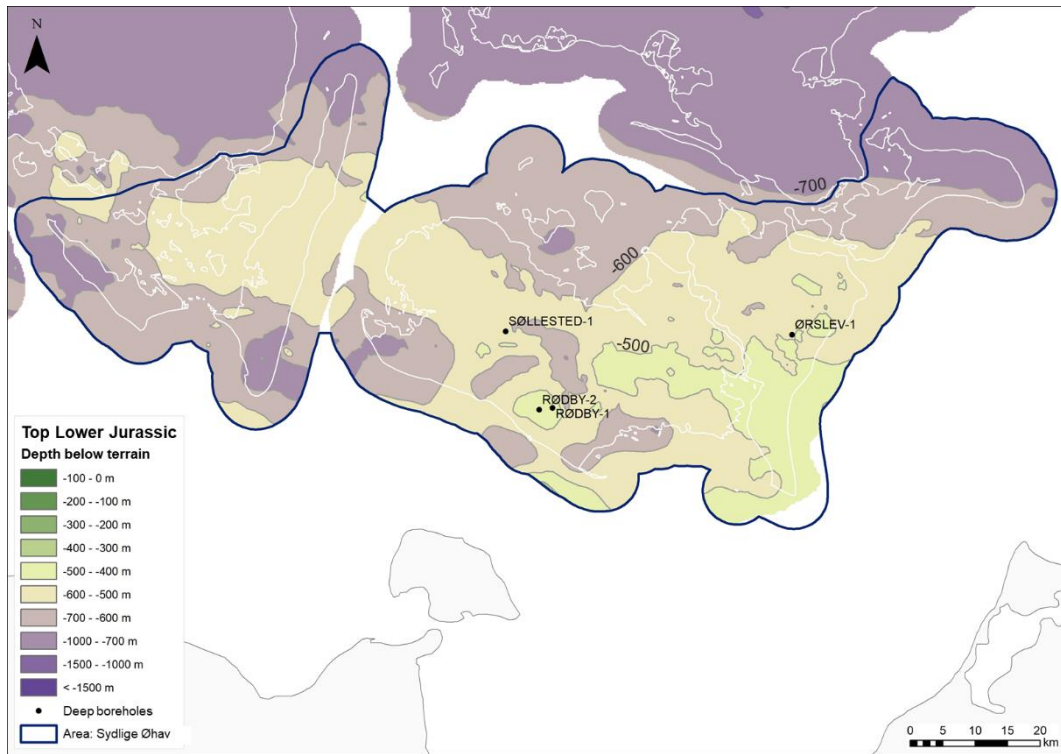 N
-700
-600
SØLLESTED-1
ØRSLEV-1
-500
RØDBY-2
RØDBY-1
Top Lower Jurassic
Depth below terrain
-100 - 0 m
-200 - -100 m
-300 - -200 m
-400 - -300 m
-500 - -400 m
-600 - -500 m
-700 - -600 m
-1000 - -700 m
-1500 - -1000 m
< -1500 m
Deep boreholes
Area: Sydlige Øhav
0 5 10 15 20
km